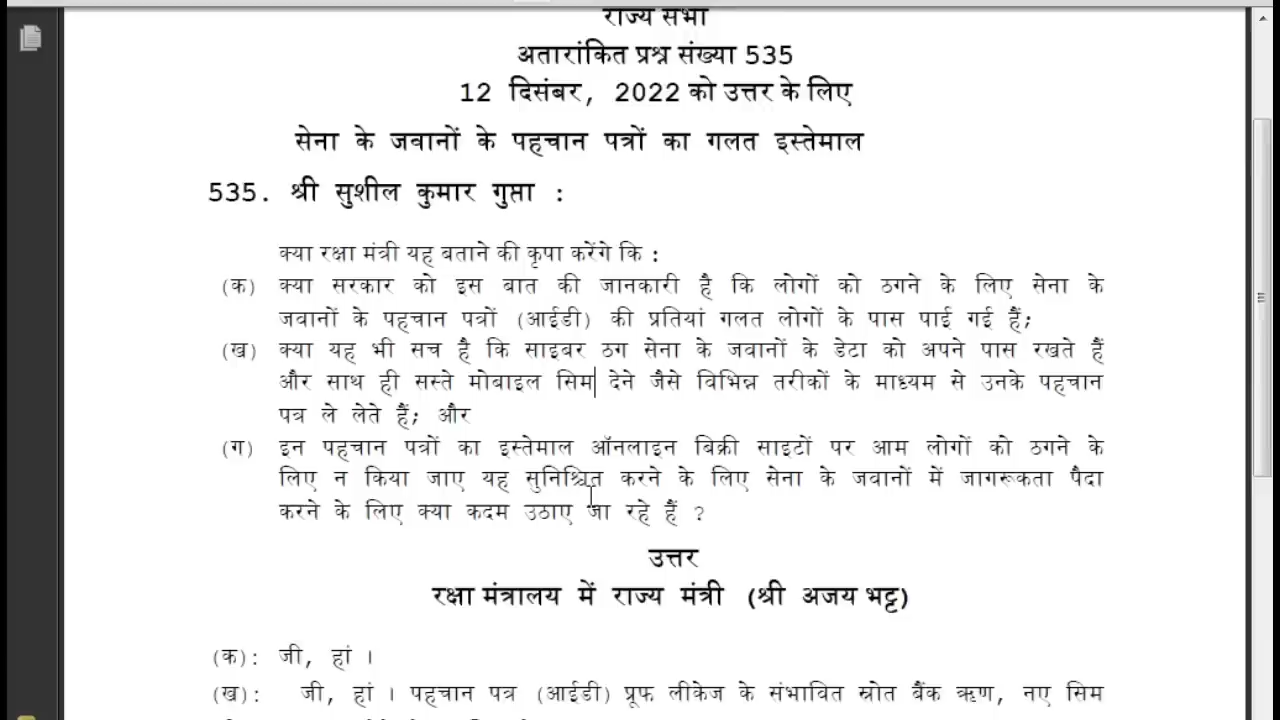 राज्य सभा
अतारांकित प्रश्न संख्या 535
12 दिसंबर, 2022 को उत्तर के लिए
सेना के जवानों के पहचान पत्रों का गलत इस्तेमाल
535. श्री सुशील कुमार गुप्ता :
क्या रक्षा मंत्री यह बताने की कृपा करेंगे कि :
(क) क्या सरकार को इस बात की जानकारी है कि लोगों को ठगने के लिए सेना के
जवानों के पहचान पत्रों (आईडी) की प्रतियां गलत लोगों के पास पाई गई हैं;
(ख) क्या यह भी सच है कि साइबर ठग सेना के जवानों के डेटा को अपने पास रखते हैं
और साथ ही सस्ते मोबाइल सिम देने जैसे विभिन्न तरीकों के माध्यम से उनके पहचान
पत्र ले लेते हैं; और
(ग) इन पहचान पत्रों का इस्तेमाल ऑनलाइन बिक्री साइटों पर आम लोगों को ठगने के
लिए न किया जाए यह सुनिश्चित करने के लिए सेना के जवानों में जागरूकता पैदा
करने के लिए क्या कदम उठाए जा रहे हैं ?
उत्तर
रक्षा मंत्रालय में राज्य मंत्री (श्री अजय भट्ट)
(क): जी, हां ।
(ख): जी, हां । पहचान पत्र (आईडी) प्रूफ लीकेज के संभावित स्रोत बैंक ऋण, नए सिम